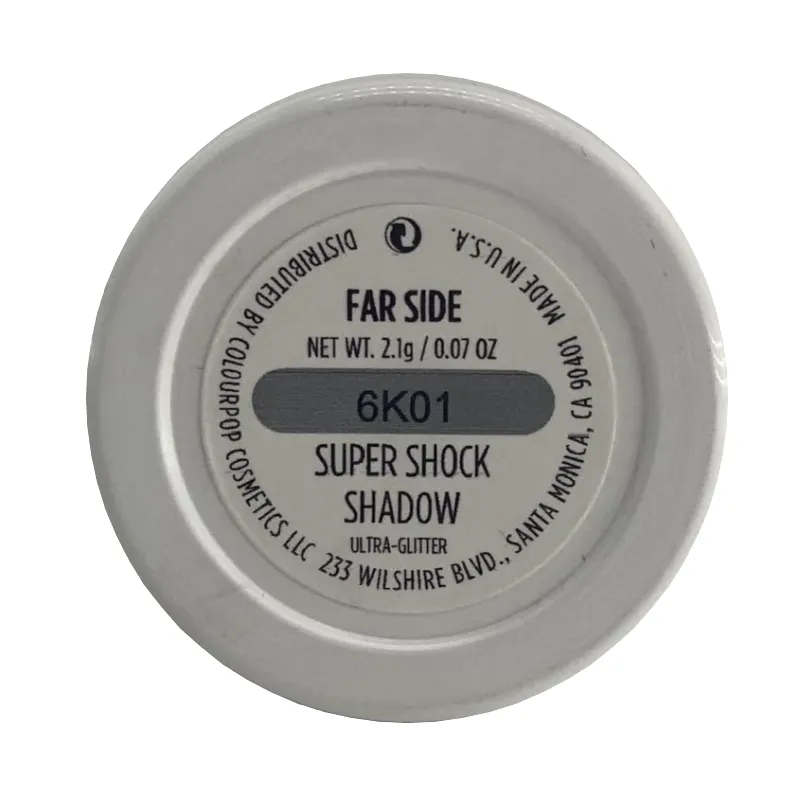 FAR SIDE
NET WT. 2.1g / 0.07 OZ
6K01
SUPER SHOCK
SHADOW
ULTRA-GLITTER
DISTRIBUTED BY COLOURPOP COSMETICS LLC 233 WILSHIRE BLVD., SANTA MONICA, CA 90401 MADE IN U.S.A.